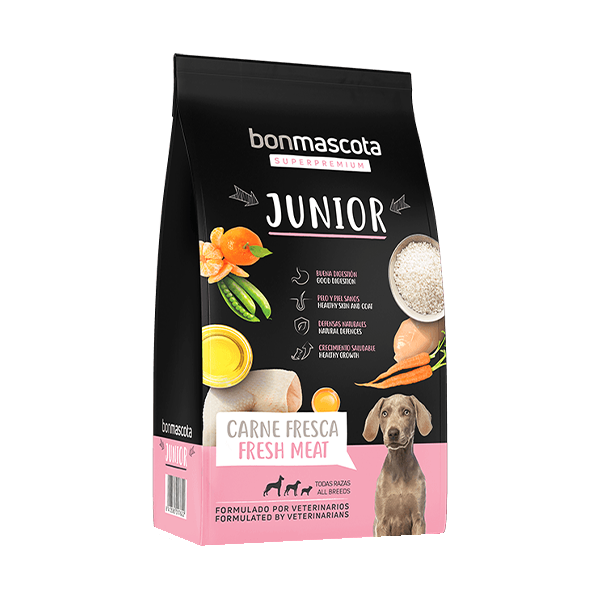 bonmascota
SUPERPREMIUM
JUNIOR
BUENA DIGESTIÓN
GOOD DIGESTION
PELO Y PIEL SANOS
HEALTHY SKIN AND COAT
DEFENSAS NATURALES
NATURAL DEFENCES
CRECIMIENTO SALUDABLE
HEALTHY GROWTH
CARNE FRESCA
FRESH MEAT
TODAS RAZAS
ALL BREEDS
FORMULADO POR VETERINARIOS
FORMULATED BY VETERINARIANS
bonmascota
JUNIOR